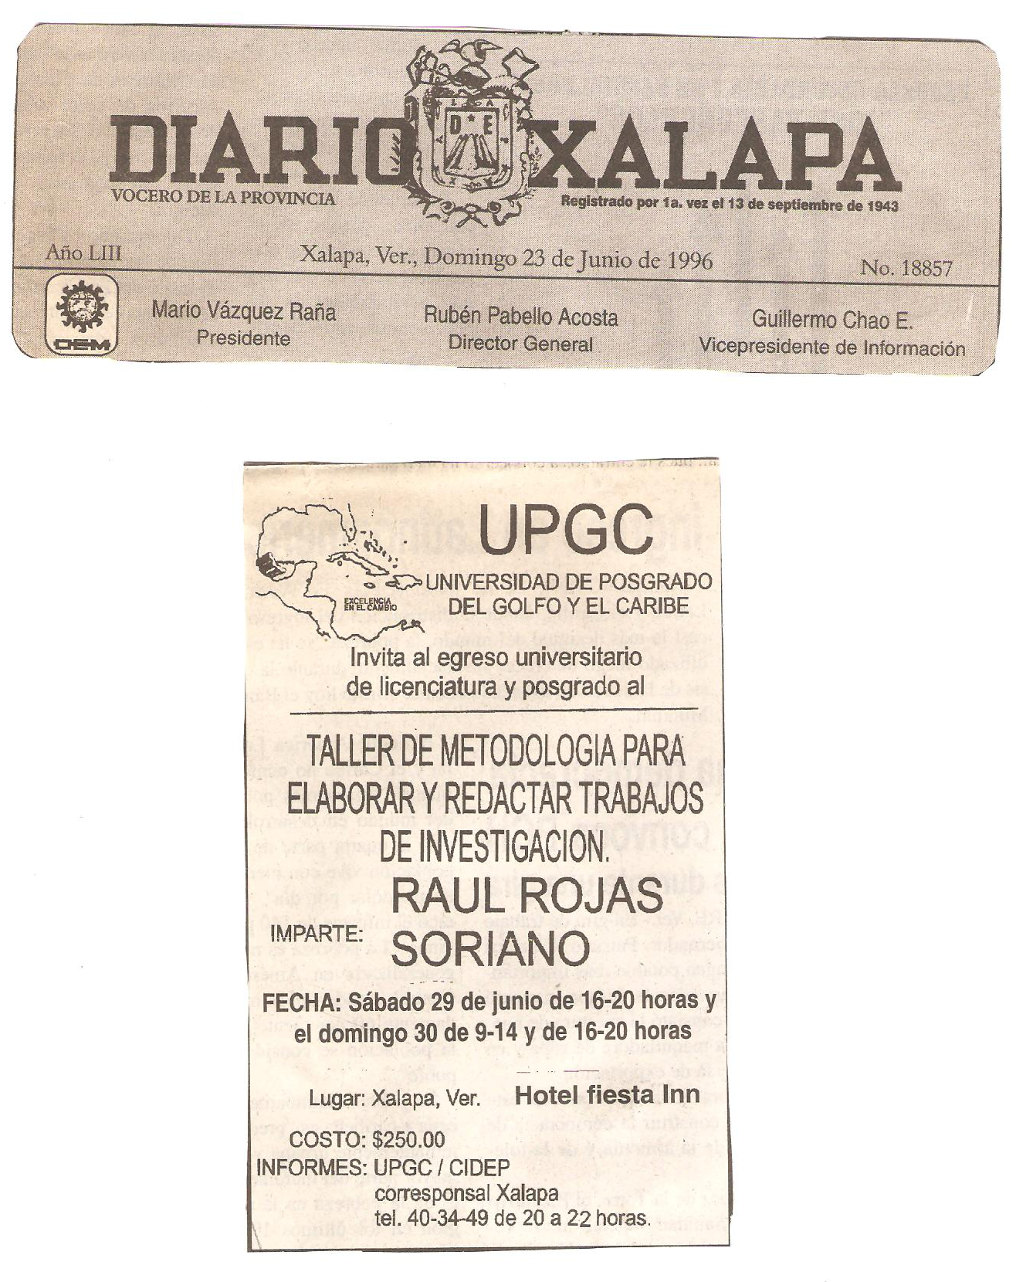 DIARIO XALAPA
VOCERO DE LA PROVINCIA
Registrado por 1a. vez el 13 de septiembre de 1943
Año LIII
Xalapa, Ver., Domingo 23 de Junio de 1996
No. 18857
OEM
Mario Vázquez Raña
Presidente
Rubén Pabello Acosta
Director General
Guillermo Chao E.
Vicepresidente de Información
UPGC
UNIVERSIDAD DE POSGRADO
DEL GOLFO Y EL CARIBE
EXCELENCIA
EN EL CAMBIO
Invita al egreso universitario
de licenciatura y posgrado al
TALLER DE METODOLOGIA PARA
ELABORAR Y REDACTAR TRABAJOS
DE INVESTIGACION.
IMPARTE:
RAUL ROJAS
SORIANO
FECHA: Sábado 29 de junio de 16-20 horas y
el domingo 30 de 9-14 y de 16-20 horas
Lugar: Xalapa, Ver. Hotel fiesta Inn
COSTO: $250.00
INFORMES: UPGC / CIDEP
corresponsal Xalapa
tel. 40-34-49 de 20 a 22 horas.